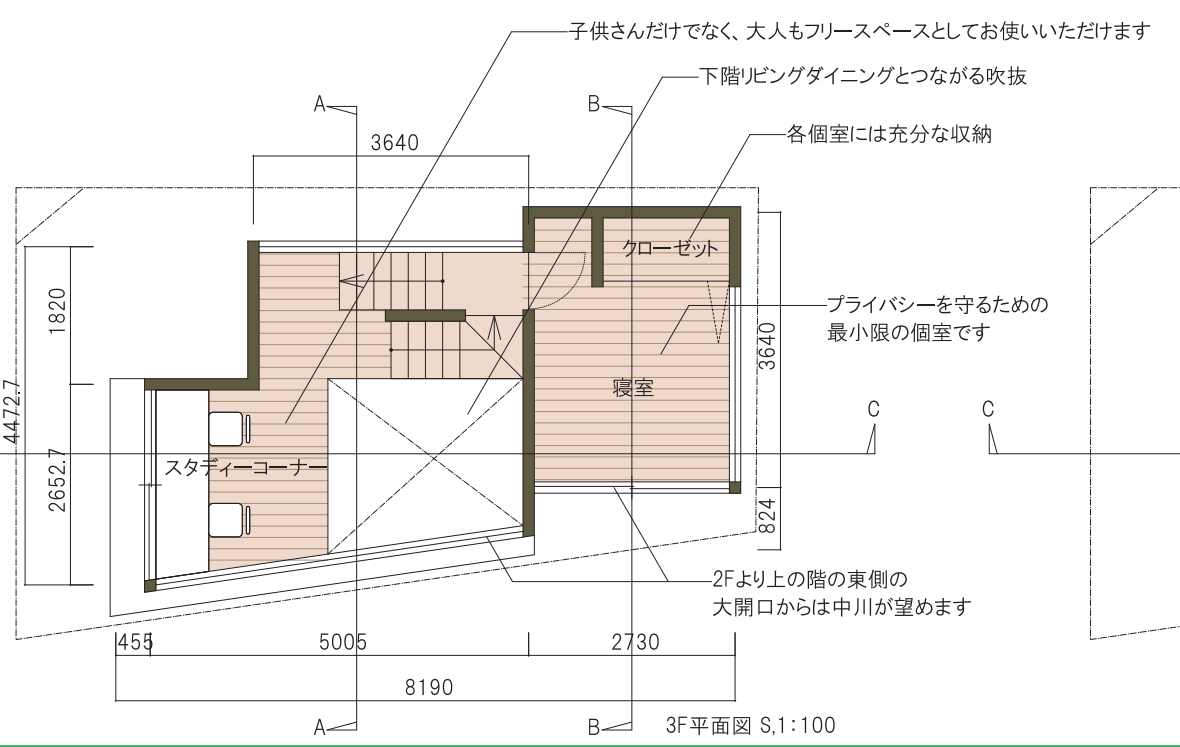 子供さんだけでなく、大人もフリースペースとしてお使いいただけます
下階リビングダイニングとつながる吹抜
A
B
各個室には充分な収納
3640
クローゼット
1820
プライバシーを守るための
最小限の個室です
3640
寝室
4472.7
C
C
スタディーコーナー
2652.7
824
2Fより上の階の東側の
大開口からは中川が望めます
455
5005
2730
8190
A
B
3F平面図 S,1:100